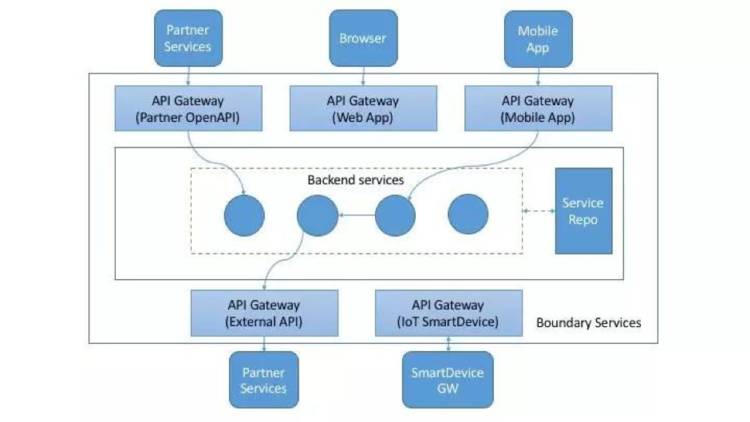 Partner
Services
Browser
Mobile
App
API Gateway
(Partner OpenAPI)
API Gateway
(Web App)
API Gateway
(Mobile App)
Backend services
Service
Repo
API Gateway
(External API)
API Gateway
(IoT SmartDevice)
Boundary Services
Partner
Services
SmartDevice
GW